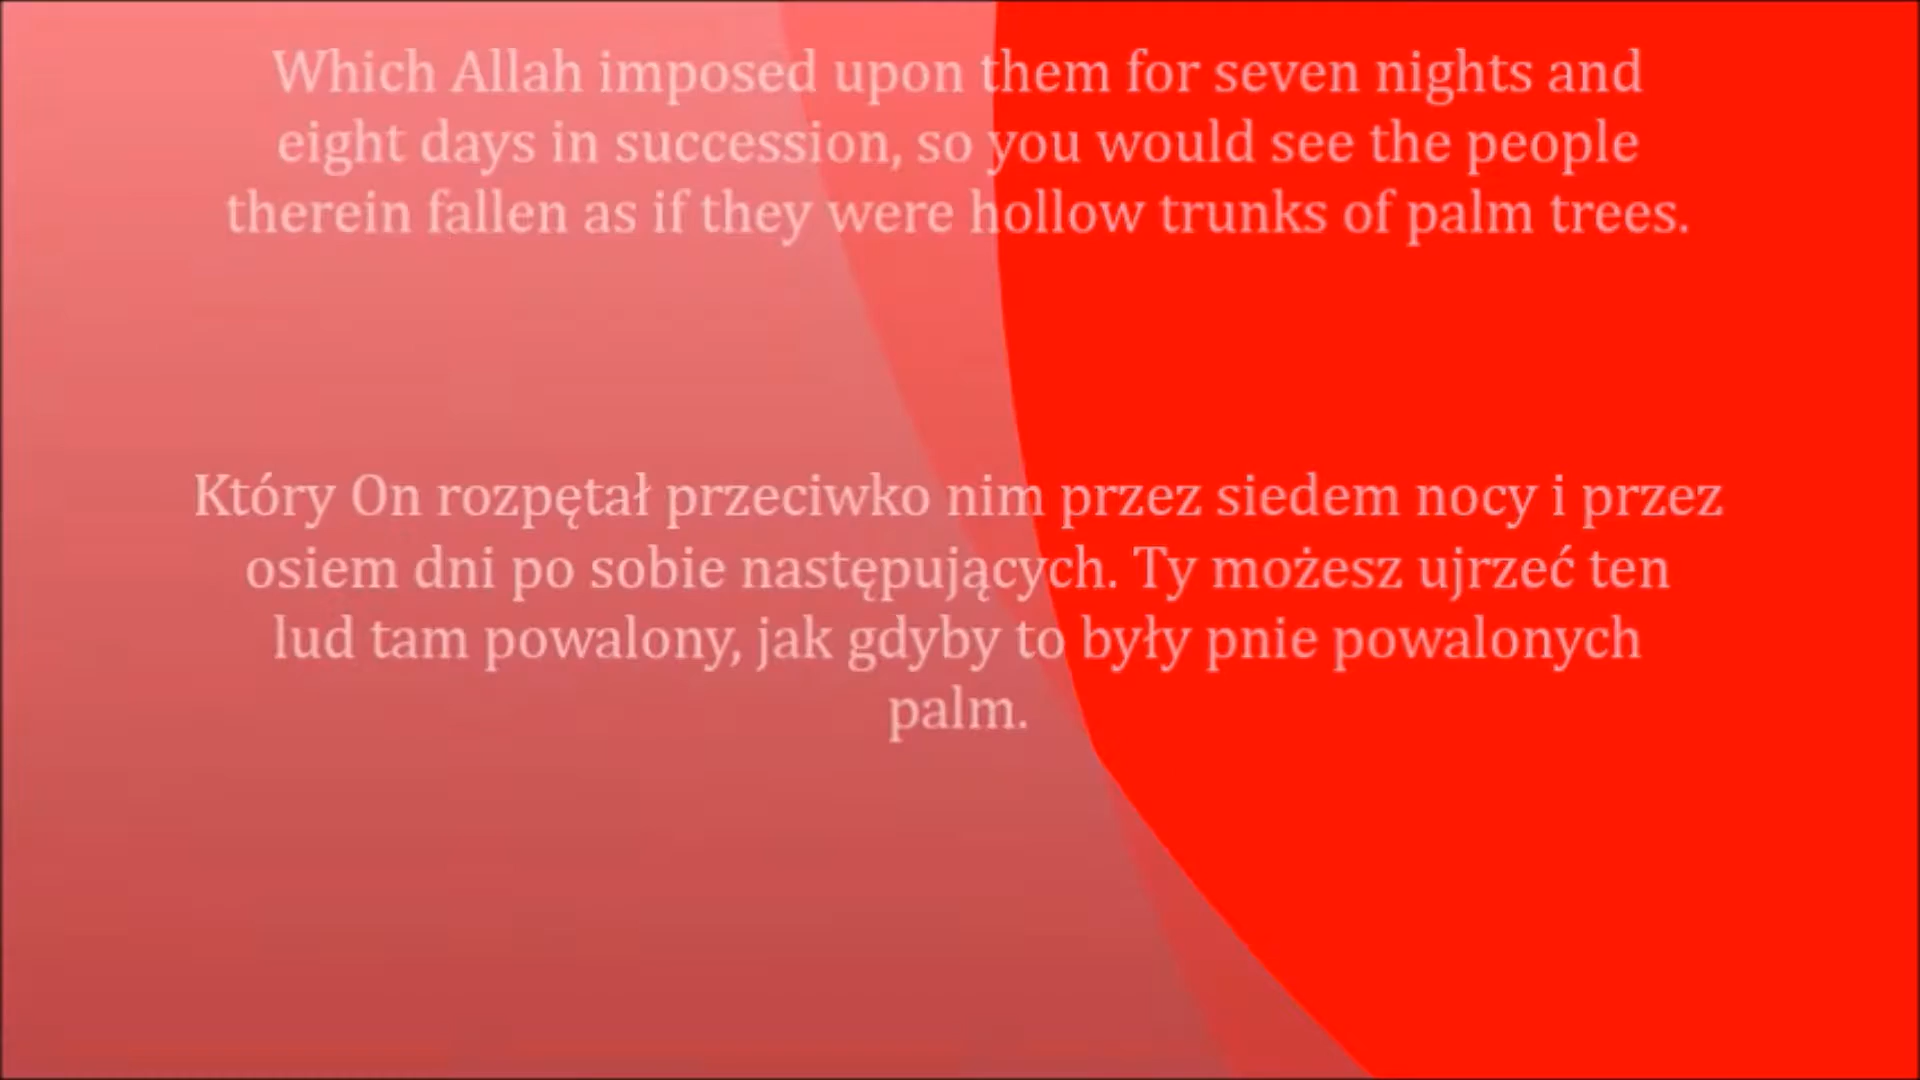 Which Allah imposed upon them for seven nights and
eight days in succession, so you would see the people
therein fallen as if they were hollow trunks of palm trees.
Który On rozpętał przeciwko nim przez siedem nocy i przez
osiem dni po sobie następujących. Ty możesz ujrzeć ten
lud tam powalony, jak gdyby to były pnie powalonych
palm.